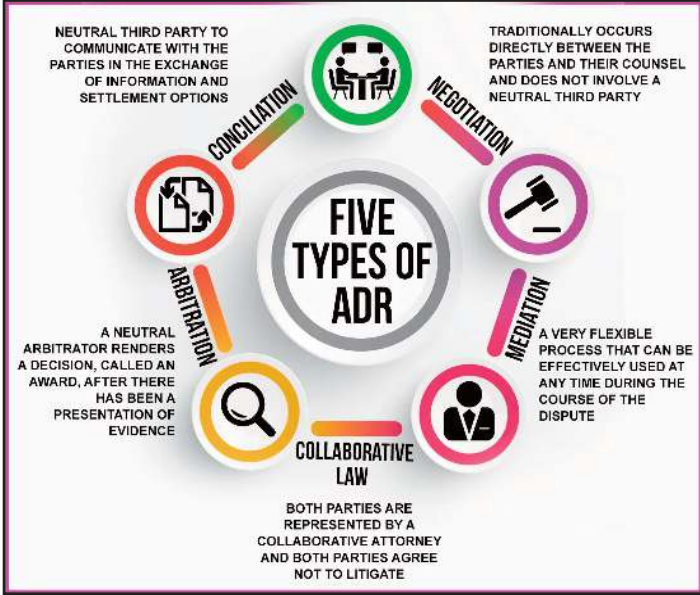 FIVE
TYPES OF
ADR
NEUTRAL THIRD PARTY TO
COMMUNICATE WITH THE
PARTIES IN THE EXCHANGE
OF INFORMATION AND
SETTLEMENT OPTIONS
CONCILIATION
TRADITIONALLY OCCURS
DIRECTLY BETWEEN THE
PARTIES AND THEIR COUNSEL
AND DOES NOT INVOLVE A
NEUTRAL THIRD PARTY
NEGOTIATION
ARBITRATION
A NEUTRAL
ARBITRATOR RENDERS
A DECISION, CALLED AN
AWARD, AFTER THERE
HAS BEEN A
PRESENTATION OF
EVIDENCE
MEDIATION
A VERY FLEXIBLE
PROCESS THAT CAN BE
EFFECTIVELY USED AT
ANY TIME DURING THE
COURSE OF THE
DISPUTE
COLLABORATIVE
LAW
BOTH PARTIES ARE
REPRESENTED BY A
COLLABORATIVE ATTORNEY
AND BOTH PARTIES AGREE
NOT TO LITIGATE